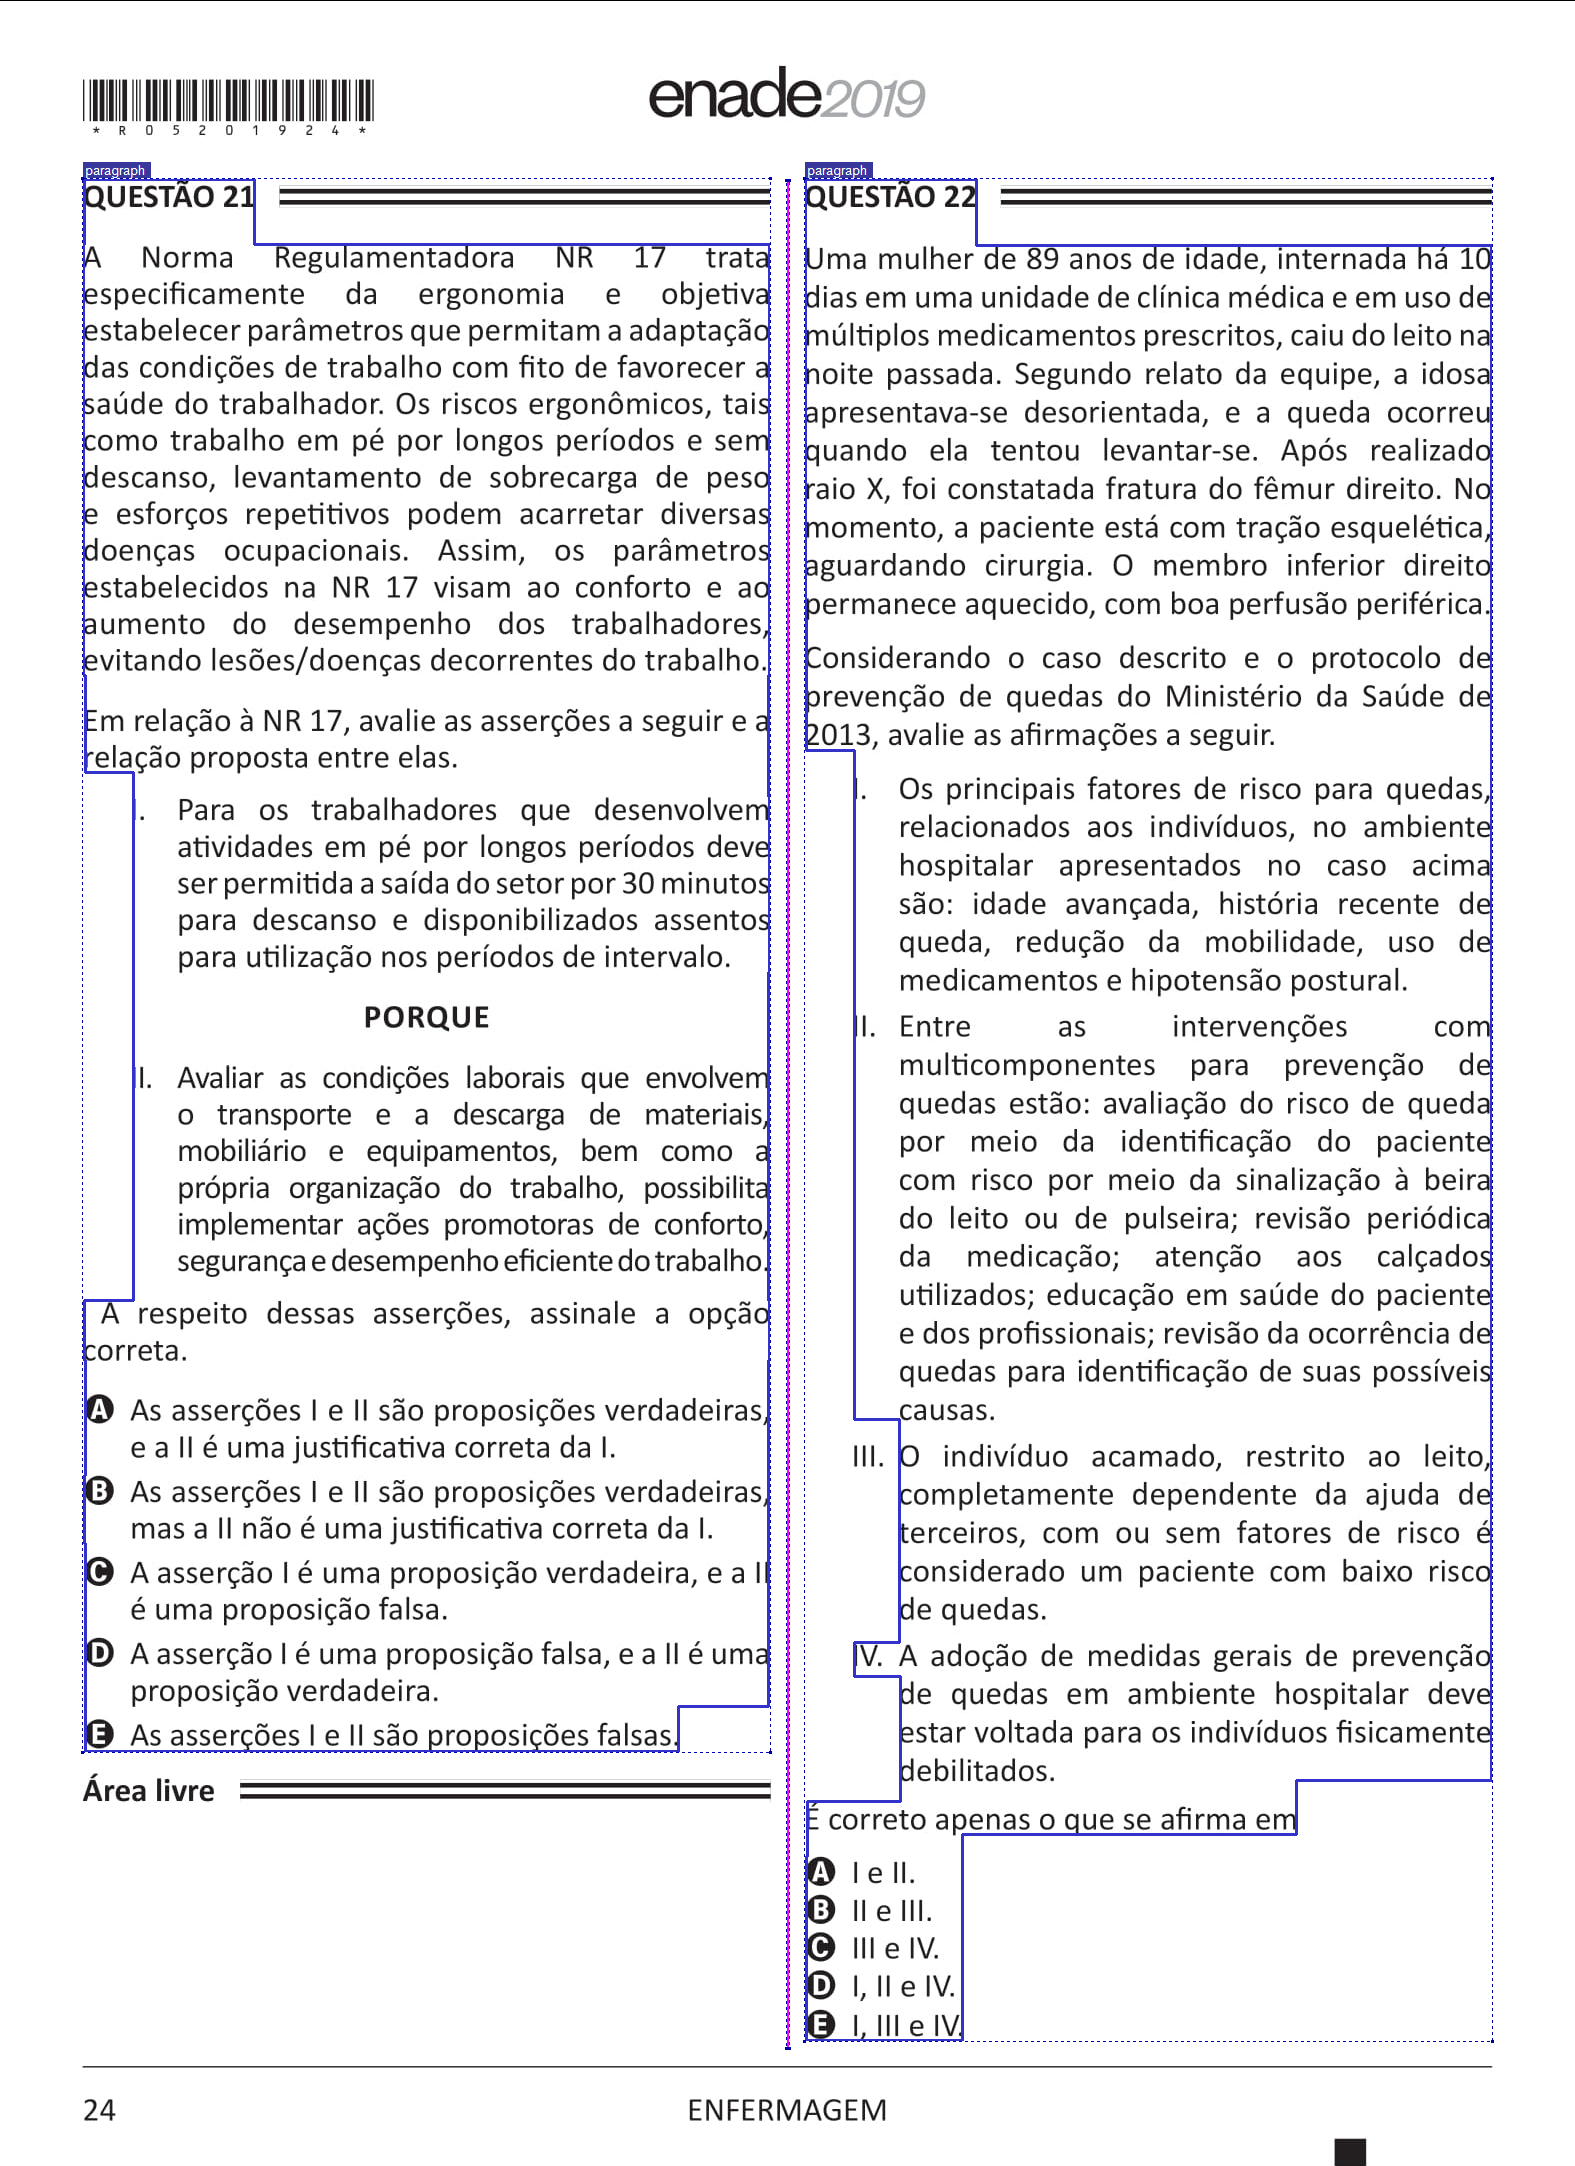 *R05201924*
enade2019
paragraph
QUESTÃO 21
A Norma Regulamentadora NR 17 trata
especificamente da ergonomia e objetiva
estabelecer parâmetros que permitam a adaptação
das condições de trabalho com fito de favorecer a
saúde do trabalhador. Os riscos ergonômicos, tais
como trabalho em pé por longos períodos e sem
descanso, levantamento de sobrecarga de peso
e esforços repetitivos podem acarretar diversas
doenças ocupacionais. Assim, os parâmetros
estabelecidos na NR 17 visam ao conforto e ao
aumento do desempenho dos trabalhadores,
evitando lesões/doenças decorrentes do trabalho.
Em relação à NR 17, avalie as asserções a seguir e a
relação proposta entre elas.
I. Para os trabalhadores que desenvolvem
atividades em pé por longos períodos deve
ser permitida a saída do setor por 30 minutos
para descanso e disponibilizados assentos
para utilização nos períodos de intervalo.
PORQUE
II. Avaliar as condições laborais que envolvem
o transporte e a descarga de materiais,
mobiliário e equipamentos, bem como a
própria organização do trabalho, possibilita
implementar ações promotoras de conforto,
segurança e desempenho eficiente do trabalho.
A respeito dessas asserções, assinale a opção
correta.
A As asserções I e II são proposições verdadeiras,
e a II é uma justificativa correta da I.
B As asserções I e II são proposições verdadeiras,
mas a II não é uma justificativa correta da I.
C A asserção I é uma proposição verdadeira, e a II
é uma proposição falsa.
D A asserção I é uma proposição falsa, e a II é uma
proposição verdadeira.
E As asserções I e II são proposições falsas.
Área livre
paragraph
QUESTÃO 22
Uma mulher de 89 anos de idade, internada há 10
dias em uma unidade de clínica médica e em uso de
múltiplos medicamentos prescritos, caiu do leito na
noite passada. Segundo relato da equipe, a idosa
apresentava-se desorientada, e a queda ocorreu
quando ela tentou levantar-se. Após realizado
raio X, foi constatada fratura do fêmur direito. No
momento, a paciente está com tração esquelética,
aguardando cirurgia. O membro inferior direito
permanece aquecido, com boa perfusão periférica.
Considerando o caso descrito e o protocolo de
prevenção de quedas do Ministério da Saúde de
2013, avalie as afirmações a seguir.
I. Os principais fatores de risco para quedas,
relacionados aos indivíduos, no ambiente
hospitalar apresentados no caso acima
são: idade avançada, história recente de
queda, redução da mobilidade, uso de
medicamentos e hipotensão postural.
II. Entre as intervenções com
multicomponentes para prevenção de
quedas estão: avaliação do risco de queda
por meio da identificação do paciente
com risco por meio da sinalização à beira
do leito ou de pulseira; revisão periódica
da medicação; atenção aos calçados
utilizados; educação em saúde do paciente
e dos profissionais; revisão da ocorrência de
quedas para identificação de suas possíveis
causas.
III. O indivíduo acamado, restrito ao leito,
completamente dependente da ajuda de
terceiros, com ou sem fatores de risco é
considerado um paciente com baixo risco
de quedas.
IV. A adoção de medidas gerais de prevenção
de quedas em ambiente hospitalar deve
estar voltada para os indivíduos fisicamente
debilitados.
É correto apenas o que se afirma em
A I e II.
B II e III.
C III e IV.
D I, II e IV.
E I, III e IV.
24
ENFERMAGEM